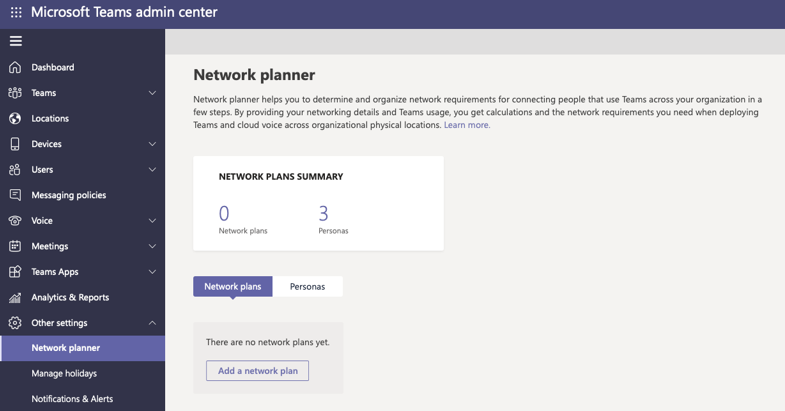 Microsoft Teams admin center
Dashboard
Teams
Locations
Devices
Users
Messaging policies
Voice
Meetings
Teams Apps
Analytics & Reports
Other settings
Network planner
Manage holidays
Notifications & Alerts
Network planner
Network planner helps you to determine and organize network requirements for connecting people that use Teams across your organization in a
few steps. By providing your networking details and Teams usage, you get calculations and the network requirements you need when deploying
Teams and cloud voice across organizational physical locations. Learn more.
NETWORK PLANS SUMMARY
0 3
Network plans Personas
Network plans Personas
There are no network plans yet.
Add a network plan